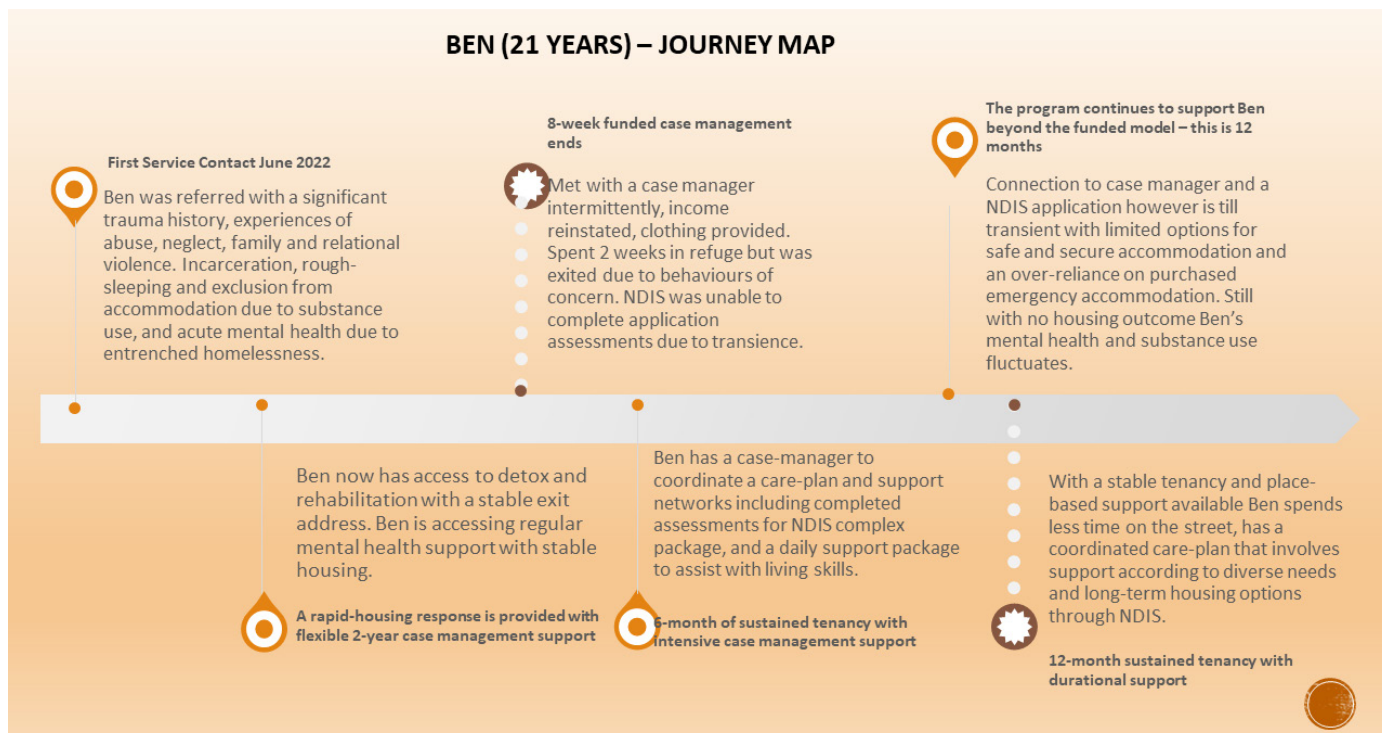 BEN (21 YEARS) – JOURNEY MAP
First Service Contact June 2022
Ben was referred with a significant
trauma history, experiences of
abuse, neglect, family and relational
violence. Incarceration, rough-
sleeping and exclusion from
accommodation due to substance
use, and acute mental health due to
entrenched homelessness.
8-week funded case management
ends
Met with a case manager
intermittently, income
reinstated, clothing provided.
Spent 2 weeks in refuge but was
exited due to behaviours of
concern. NDIS was unable to
complete application
assessments due to transience.
The program continues to support Ben
beyond the funded model – this is 12
months
Connection to case manager and a
NDIS application however is till
transient with limited options for
safe and secure accommodation and
an over-reliance on purchased
emergency accommodation. Still
with no housing outcome Ben’s
mental health and substance use
fluctuates.
Ben now has access to detox and
rehabilitation with a stable exit
address. Ben is accessing regular
mental health support with stable
housing.
A rapid-housing response is provided with
flexible 2-year case management support
Ben has a case-manager to
coordinate a care-plan and support
networks including completed
assessments for NDIS complex
package, and a daily support package
to assist with living skills.
6-month of sustained tenancy with
intensive case management support
With a stable tenancy and place-
based support available Ben spends
less time on the street, has a
coordinated care-plan that involves
support according to diverse needs
and long-term housing options
through NDIS.
12-month sustained tenancy with
durational support